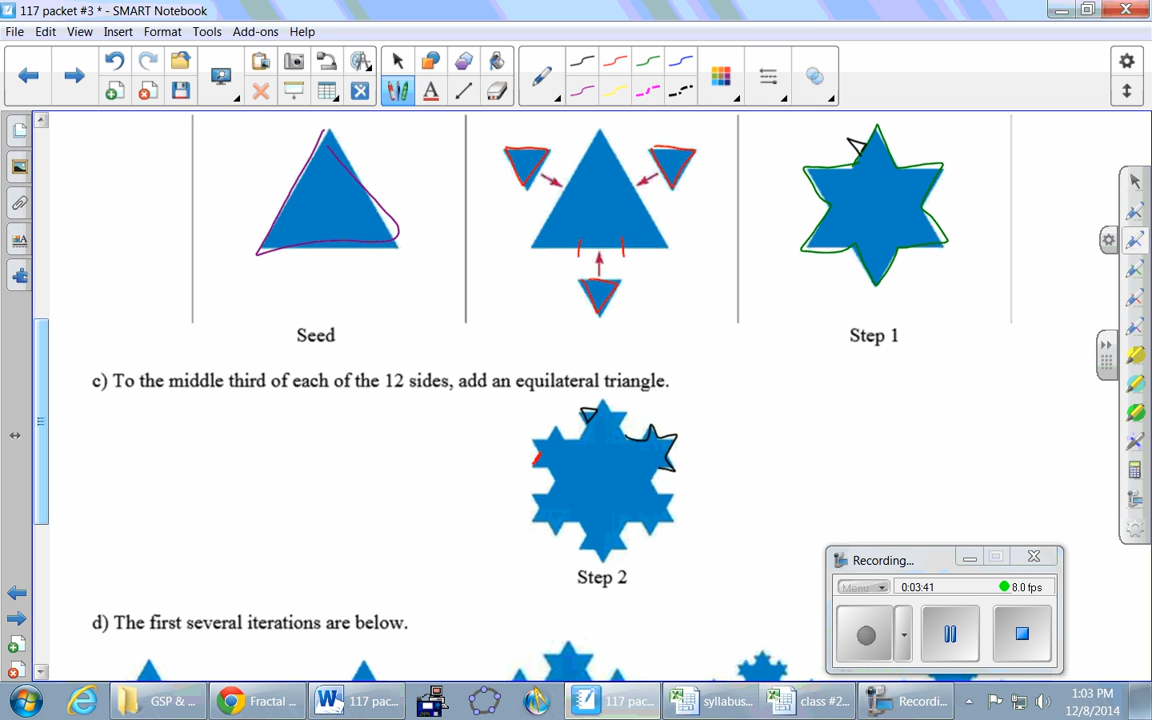 117 packet #3 * - SMART Notebook
File Edit View Insert Format Tools Add-ons Help
Seed
Step 1
c) To the middle third of each of the 12 sides, add an equilateral triangle.
Step 2
d) The first several iterations are below.
Recording...
Menu 0:03:41 8.0 fps
GSP & ... Fractal ... 117 pac... 117 pac... syllabus... class #2... Recordi...
1:03 PM
12/8/2014